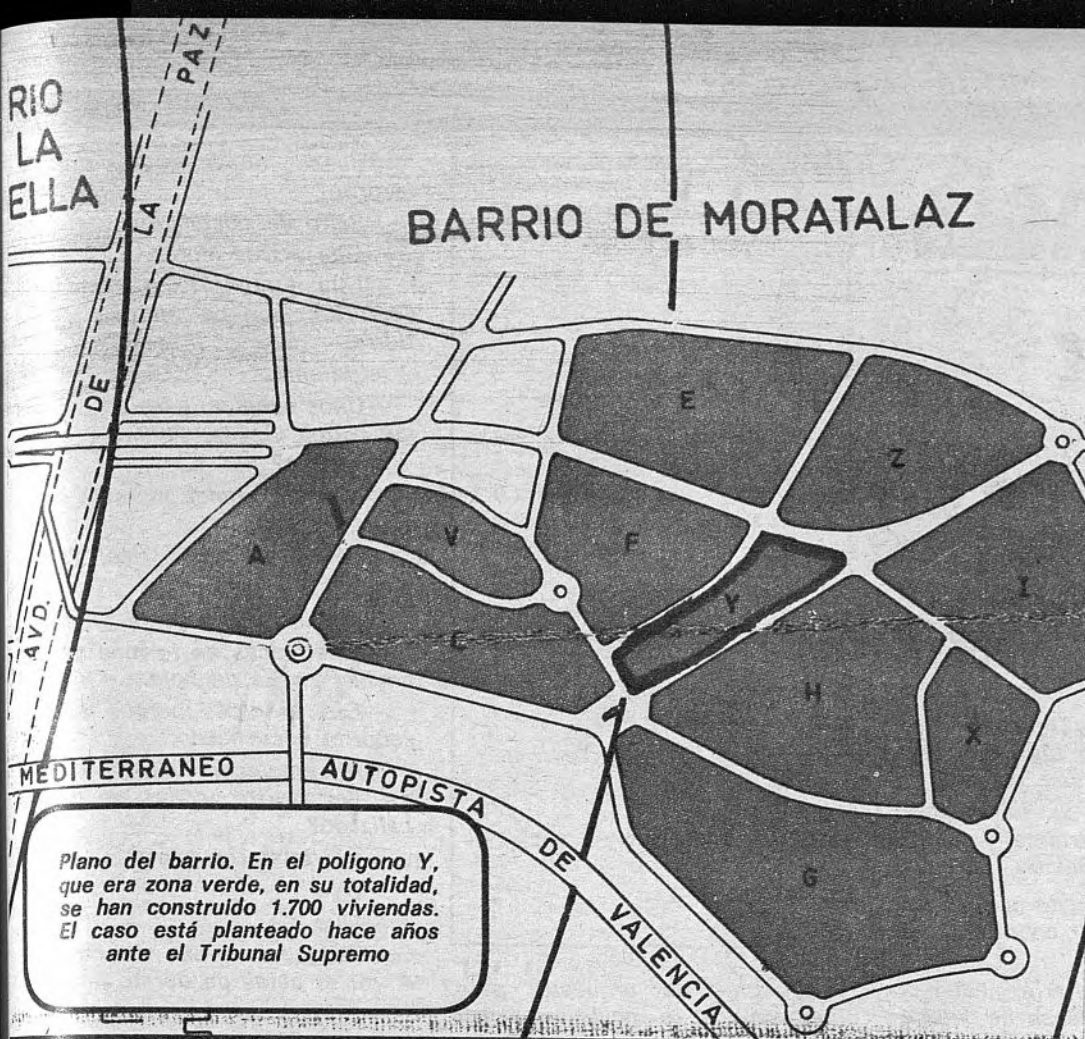 RIO
LA
ELLA
AVD. DE LA PAZ
BARRIO DE MORATALAZ
E
Z
A
V
F
Y
I
C
H
X
G
MEDITERRANEO
AUTOPISTA DE VALENCIA
Plano del barrio. En el polígono Y,
que era zona verde, en su totalidad,
se han construido 1.700 viviendas.
El caso está planteado hace años
ante el Tribunal Supremo